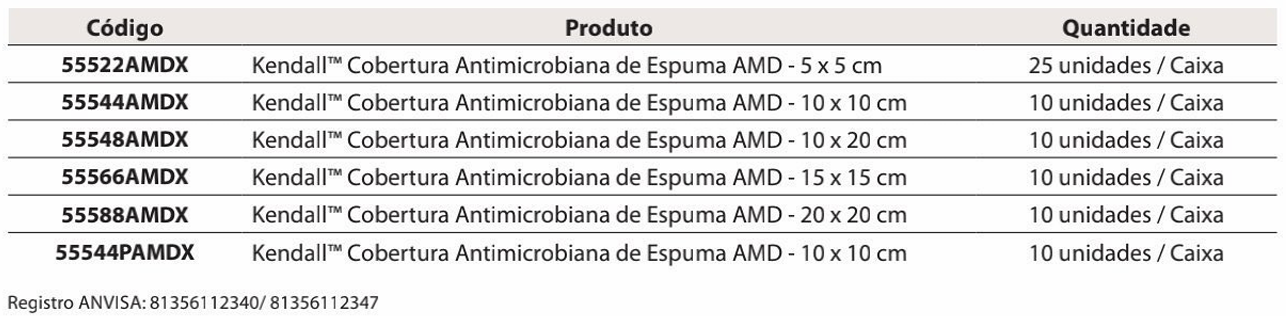 Código Produto Quantidade
55522AMDX Kendall™ Cobertura Antimicrobiana de Espuma AMD - 5 x 5 cm 25 unidades / Caixa
55544AMDX Kendall™ Cobertura Antimicrobiana de Espuma AMD - 10 x 10 cm 10 unidades / Caixa
55548AMDX Kendall™ Cobertura Antimicrobiana de Espuma AMD - 10 x 20 cm 10 unidades / Caixa
55566AMDX Kendall™ Cobertura Antimicrobiana de Espuma AMD - 15 x 15 cm 10 unidades / Caixa
55588AMDX Kendall™ Cobertura Antimicrobiana de Espuma AMD - 20 x 20 cm 10 unidades / Caixa
55544PAMDX Kendall™ Cobertura Antimicrobiana de Espuma AMD - 10 x 10 cm 10 unidades / Caixa
Registro ANVISA: 81356112340/ 81356112347